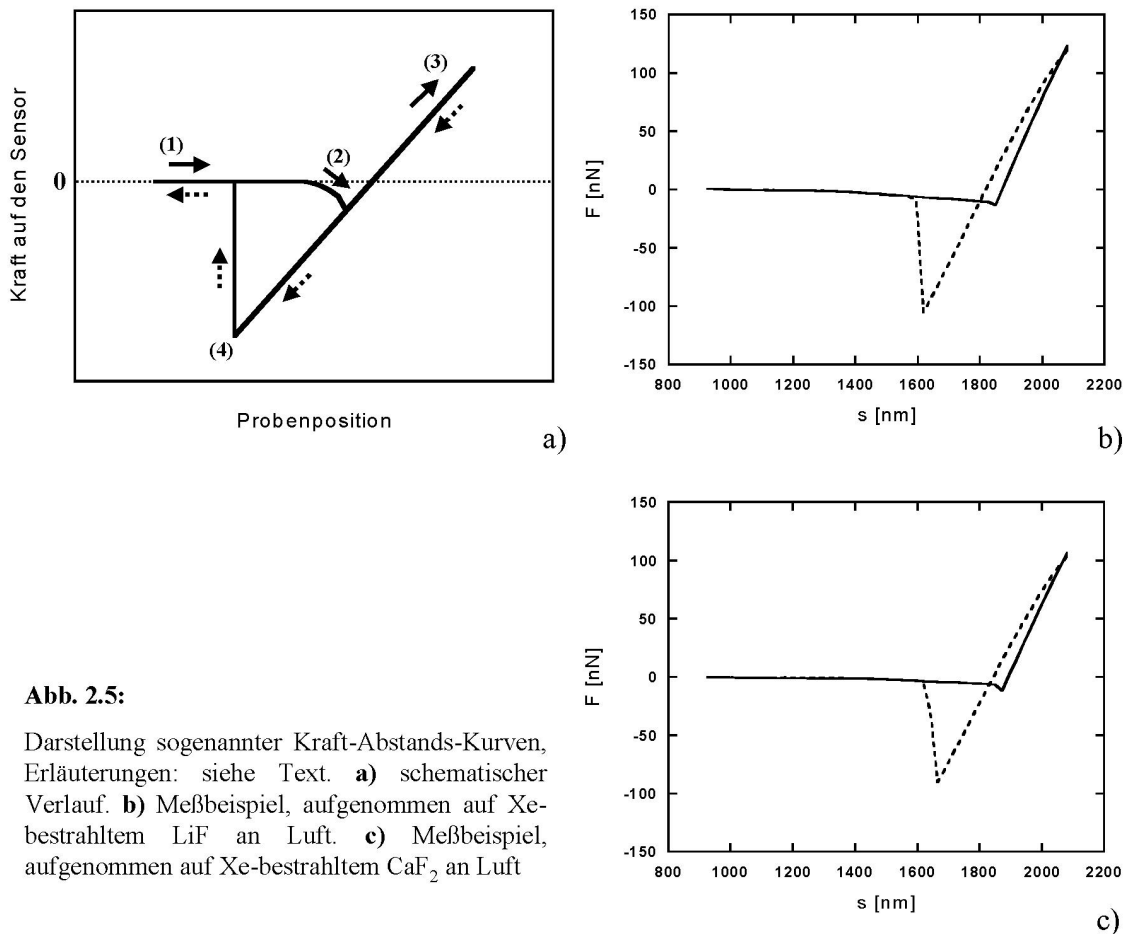 Kraft auf den Sensor
0
(1)
(2)
(3)
(4)
Probenposition
a)
F [nN]
150
100
50
0
-50
-100
-150
800 1000 1200 1400 1600 1800 2000 2200
s [nm]
b)
F [nN]
150
100
50
0
-50
-100
-150
800 1000 1200 1400 1600 1800 2000 2200
s [nm]
c)
Abb. 2.5:
Darstellung sogenannter Kraft-Abstands-Kurven,
Erläuterungen: siehe Text. a) schematischer
Verlauf. b) Meßbeispiel, aufgenommen auf Xe-
bestrahltem LiF an Luft. c) Meßbeispiel,
aufgenommen auf Xe-bestrahltem CaF2 an Luft